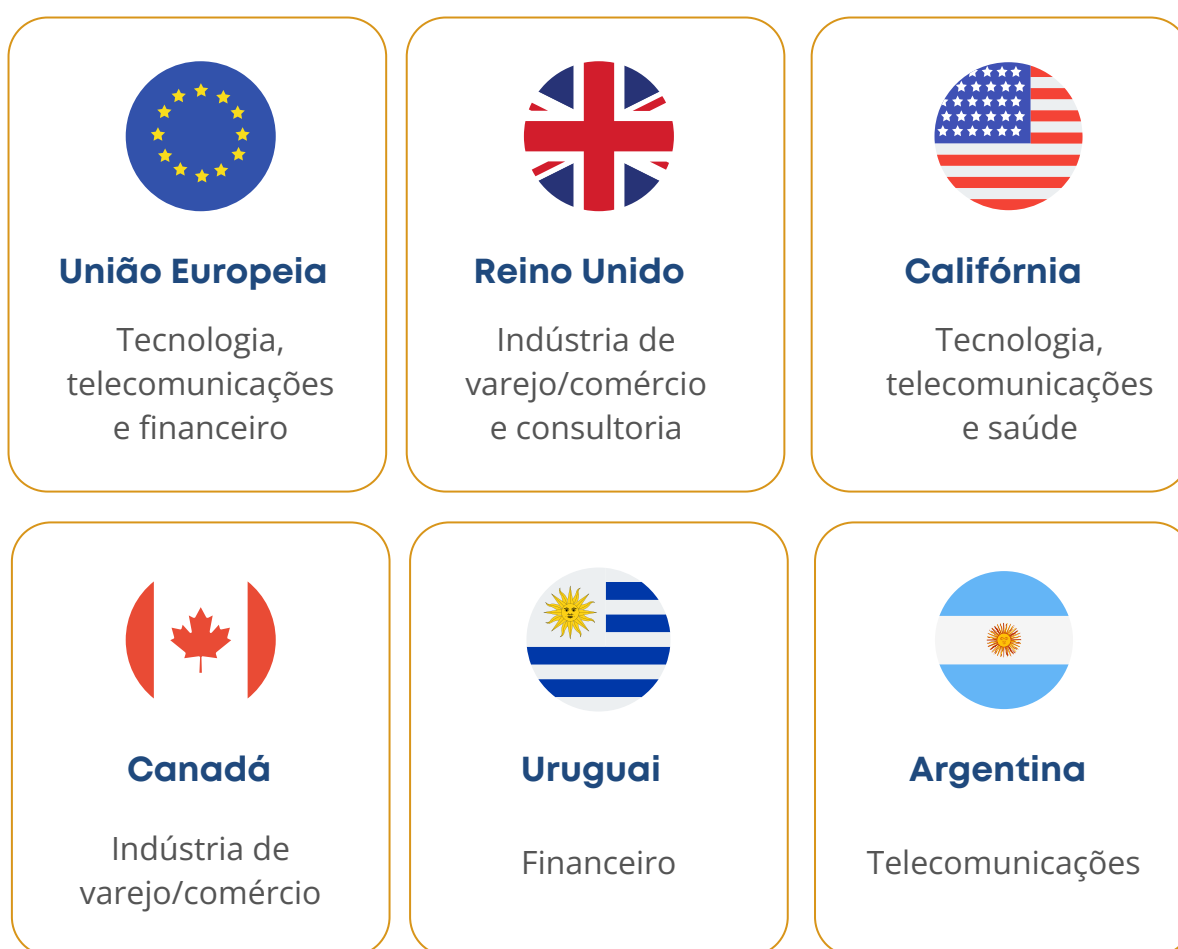 União Europeia
Tecnologia,
telecomunicações
e financeiro
Reino Unido
Indústria de
varejo/comércio
e consultoria
Califórnia
Tecnologia,
telecomunicações
e saúde
Canadá
Indústria de
varejo/comércio
Uruguai
Financeiro
Argentina
Telecomunicações